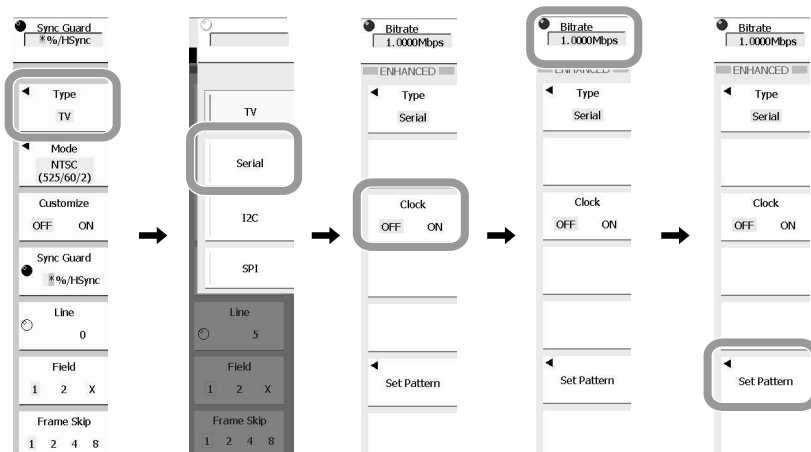 Sync Guard
*%/HSync
Type
TV
Mode
NTSC
(525/60/2)
Customize
OFF ON
Sync Guard
*%/HSync
Line
0
Field
1 2 X
Frame Skip
1 2 4 8
TV
Serial
I2C
SPI
Line
5
Field
1 2 X
Frame Skip
1 2 4 8
Bitrate
1.0000Mbps
ENHANCED
Type
Serial
Clock
OFF ON
Set Pattern
Bitrate
1.0000Mbps
ENHANCED
Type
Serial
Clock
OFF ON
Set Pattern
Bitrate
1.0000Mbps
ENHANCED
Type
Serial
Clock
OFF ON
Set Pattern